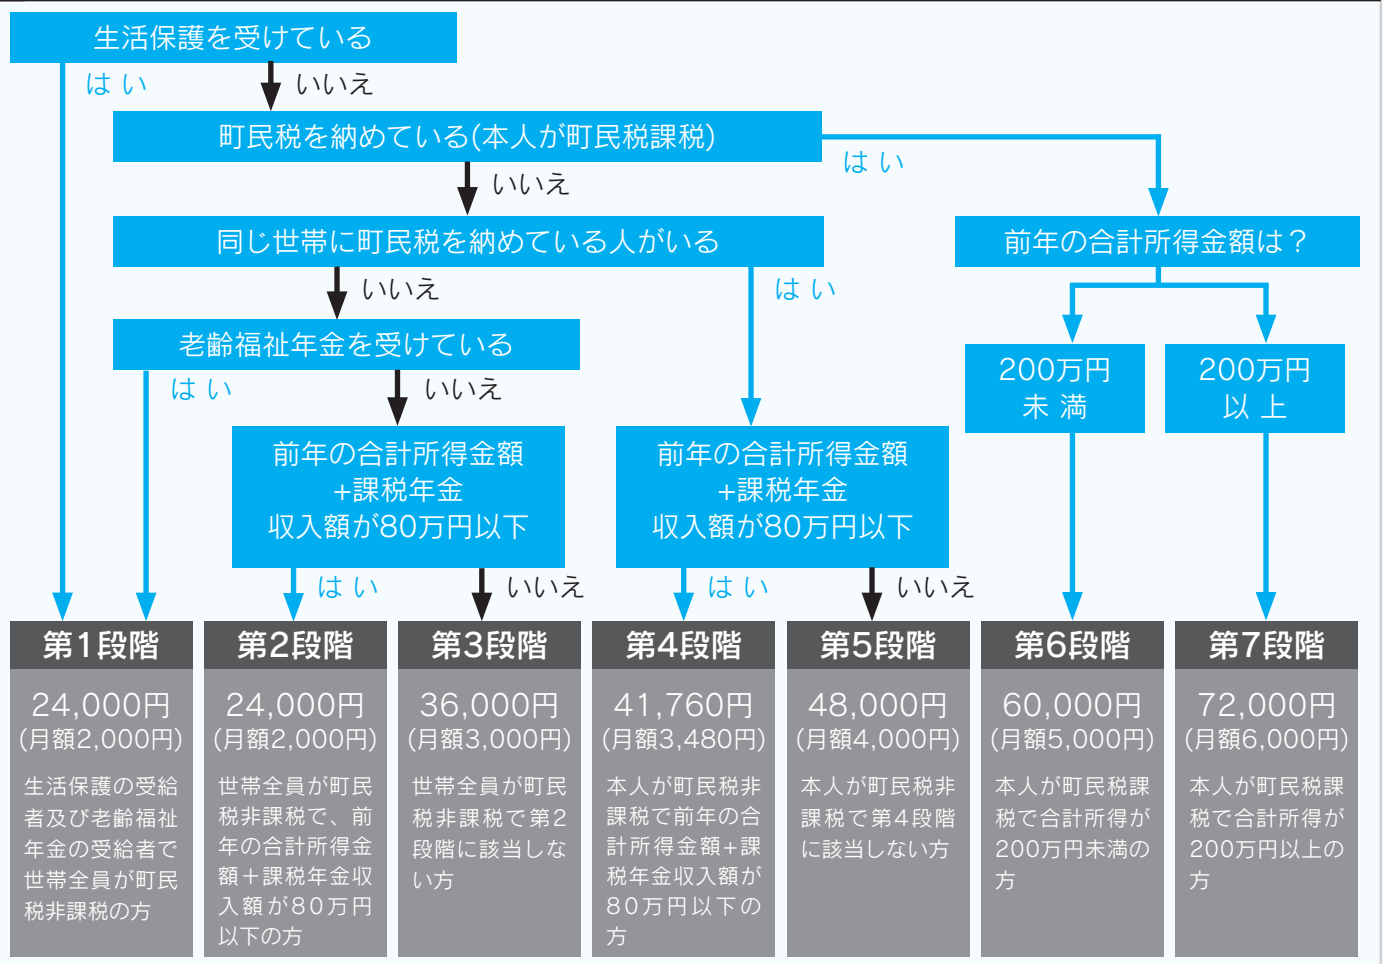 生活保護を受けている
はい
いいえ
町民税を納めている(本人が町民税課税)
はい
いいえ
同じ世帯に町民税を納めている人がいる
前年の合計所得金額は？
いいえ
はい
老齢福祉年金を受けている
200万円
未満
200万円
以上
はい
いいえ
前年の合計所得金額
+課税年金
収入額が80万円以下
前年の合計所得金額
+課税年金
収入額が80万円以下
はい
いいえ
はい
いいえ
第1段階
24,000円
(月額2,000円)
生活保護の受給
者及び老齢福祉
年金の受給者で
世帯全員が町民
税非課税の方
第2段階
24,000円
(月額2,000円)
世帯全員が町民
税非課税で、前
年の合計所得金
額＋課税年金収
入額が80万円
以下の方
第3段階
36,000円
(月額3,000円)
世帯全員が町民
税非課税で第2
段階に該当しな
い方
第4段階
41,760円
(月額3,480円)
本人が町民税非
課税で前年の合
計所得金額+課
税年金収入額が
80万円以下の
方
第5段階
48,000円
(月額4,000円)
本人が町民税非
課税で第4段階
に該当しない方
第6段階
60,000円
(月額5,000円)
本人が町民税課
税で合計所得が
200万円未満の
方
第7段階
72,000円
(月額6,000円)
本人が町民税課
税で合計所得が
200万円以上の
方